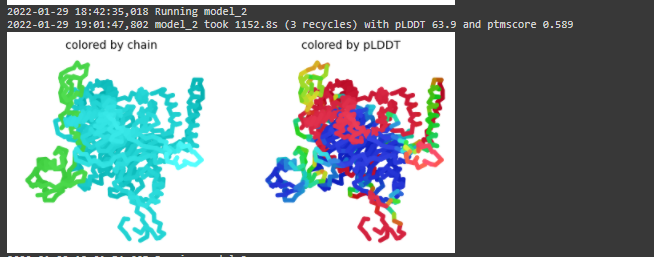 2022-01-29 18:42:35,018 Running model_2
2022-01-29 19:01:47,802 model_2 took 1152.8s (3 recycles) with pLDDT 63.9 and ptmscore 0.589
colored by chain
colored by pLDDT